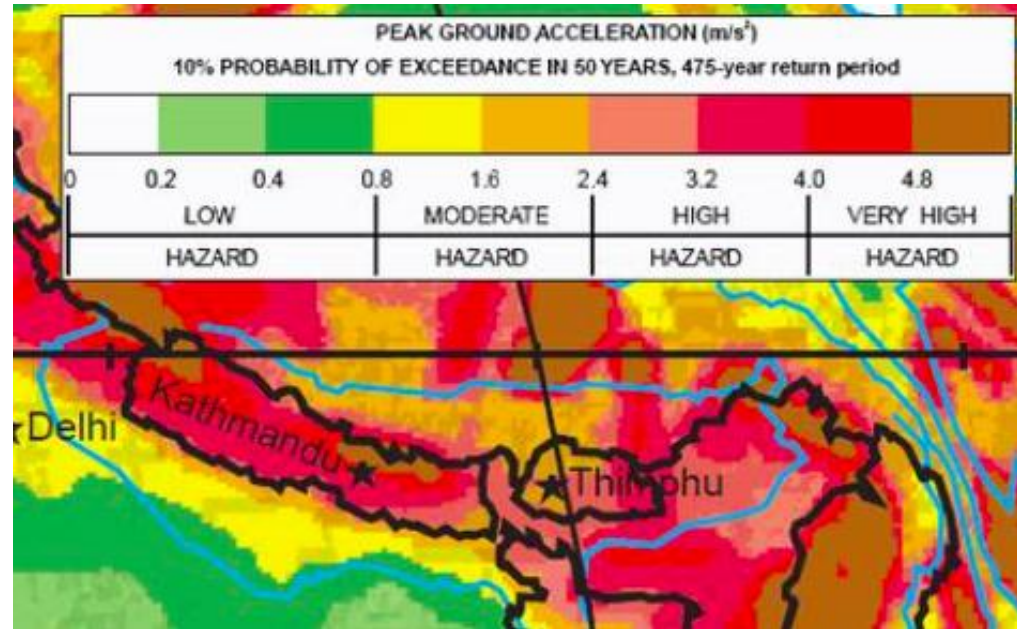 PEAK GROUND ACCELERATION (m/s²)
10% PROBABILITY OF EXCEEDANCE IN 50 YEARS, 475-year return period
0 0.2 0.4 0.8 1.6 2.4 3.2 4.0 4.8
LOW MODERATE HIGH VERY HIGH
HAZARD HAZARD HAZARD HAZARD
Delhi
Kathmandu
Thimphu